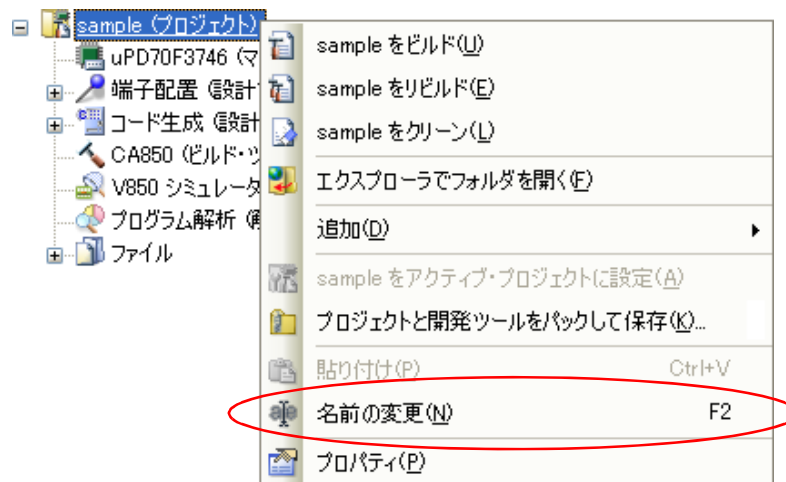 sample (プロジェクト)
uPD70F3746 (マ
端子配置 (設計
コード生成 (設計
CA850 (ビルド・ツ
V850 シミュレータ
プログラム解析 (
ファイル
sample をビルド(U)
sample をリビルド(E)
sample をクリーン(L)
エクスプローラでフォルダを開く(F)
追加(D)
sample をアクティブ・プロジェクトに設定(A)
プロジェクトと開発ツールをパックして保存(K)...
貼り付け(P) Ctrl+V
名前の変更(N) F2
プロパティ(P)